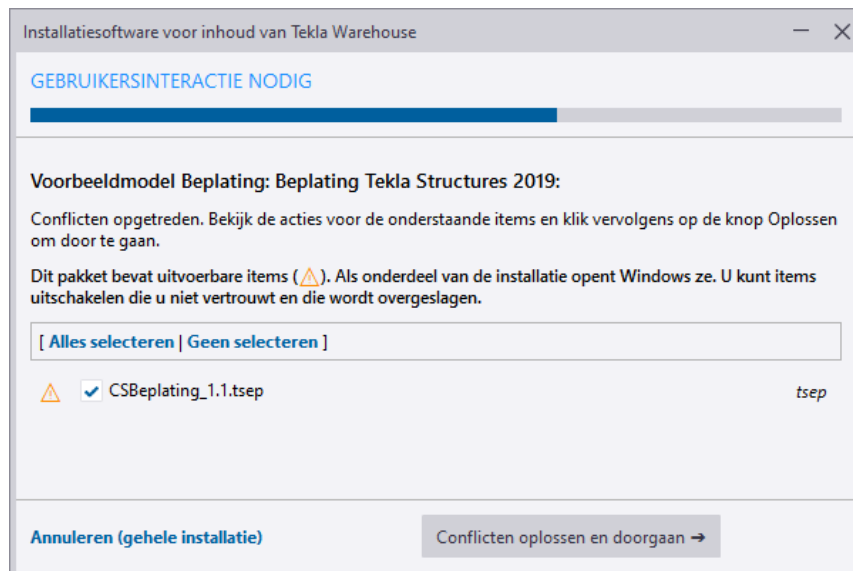 Installatiesoftware voor inhoud van Tekla Warehouse
GEBRUIKERSINTERACTIE NODIG
Voorbeeldmodel Beplating: Beplating Tekla Structures 2019:
Conflicten opgetreden. Bekijk de acties voor de onderstaande items en klik vervolgens op de knop Oplossen
om door te gaan.
Dit pakket bevat uitvoerbare items (⚠). Als onderdeel van de installatie opent Windows ze. U kunt items
uitschakelen die u niet vertrouwt en die wordt overgeslagen.
[ Alles selecteren | Geen selecteren ]
CSBeplating_1.1.tsep tsep
Annuleren (gehele installatie) Conflicten oplossen en doorgaan ➔